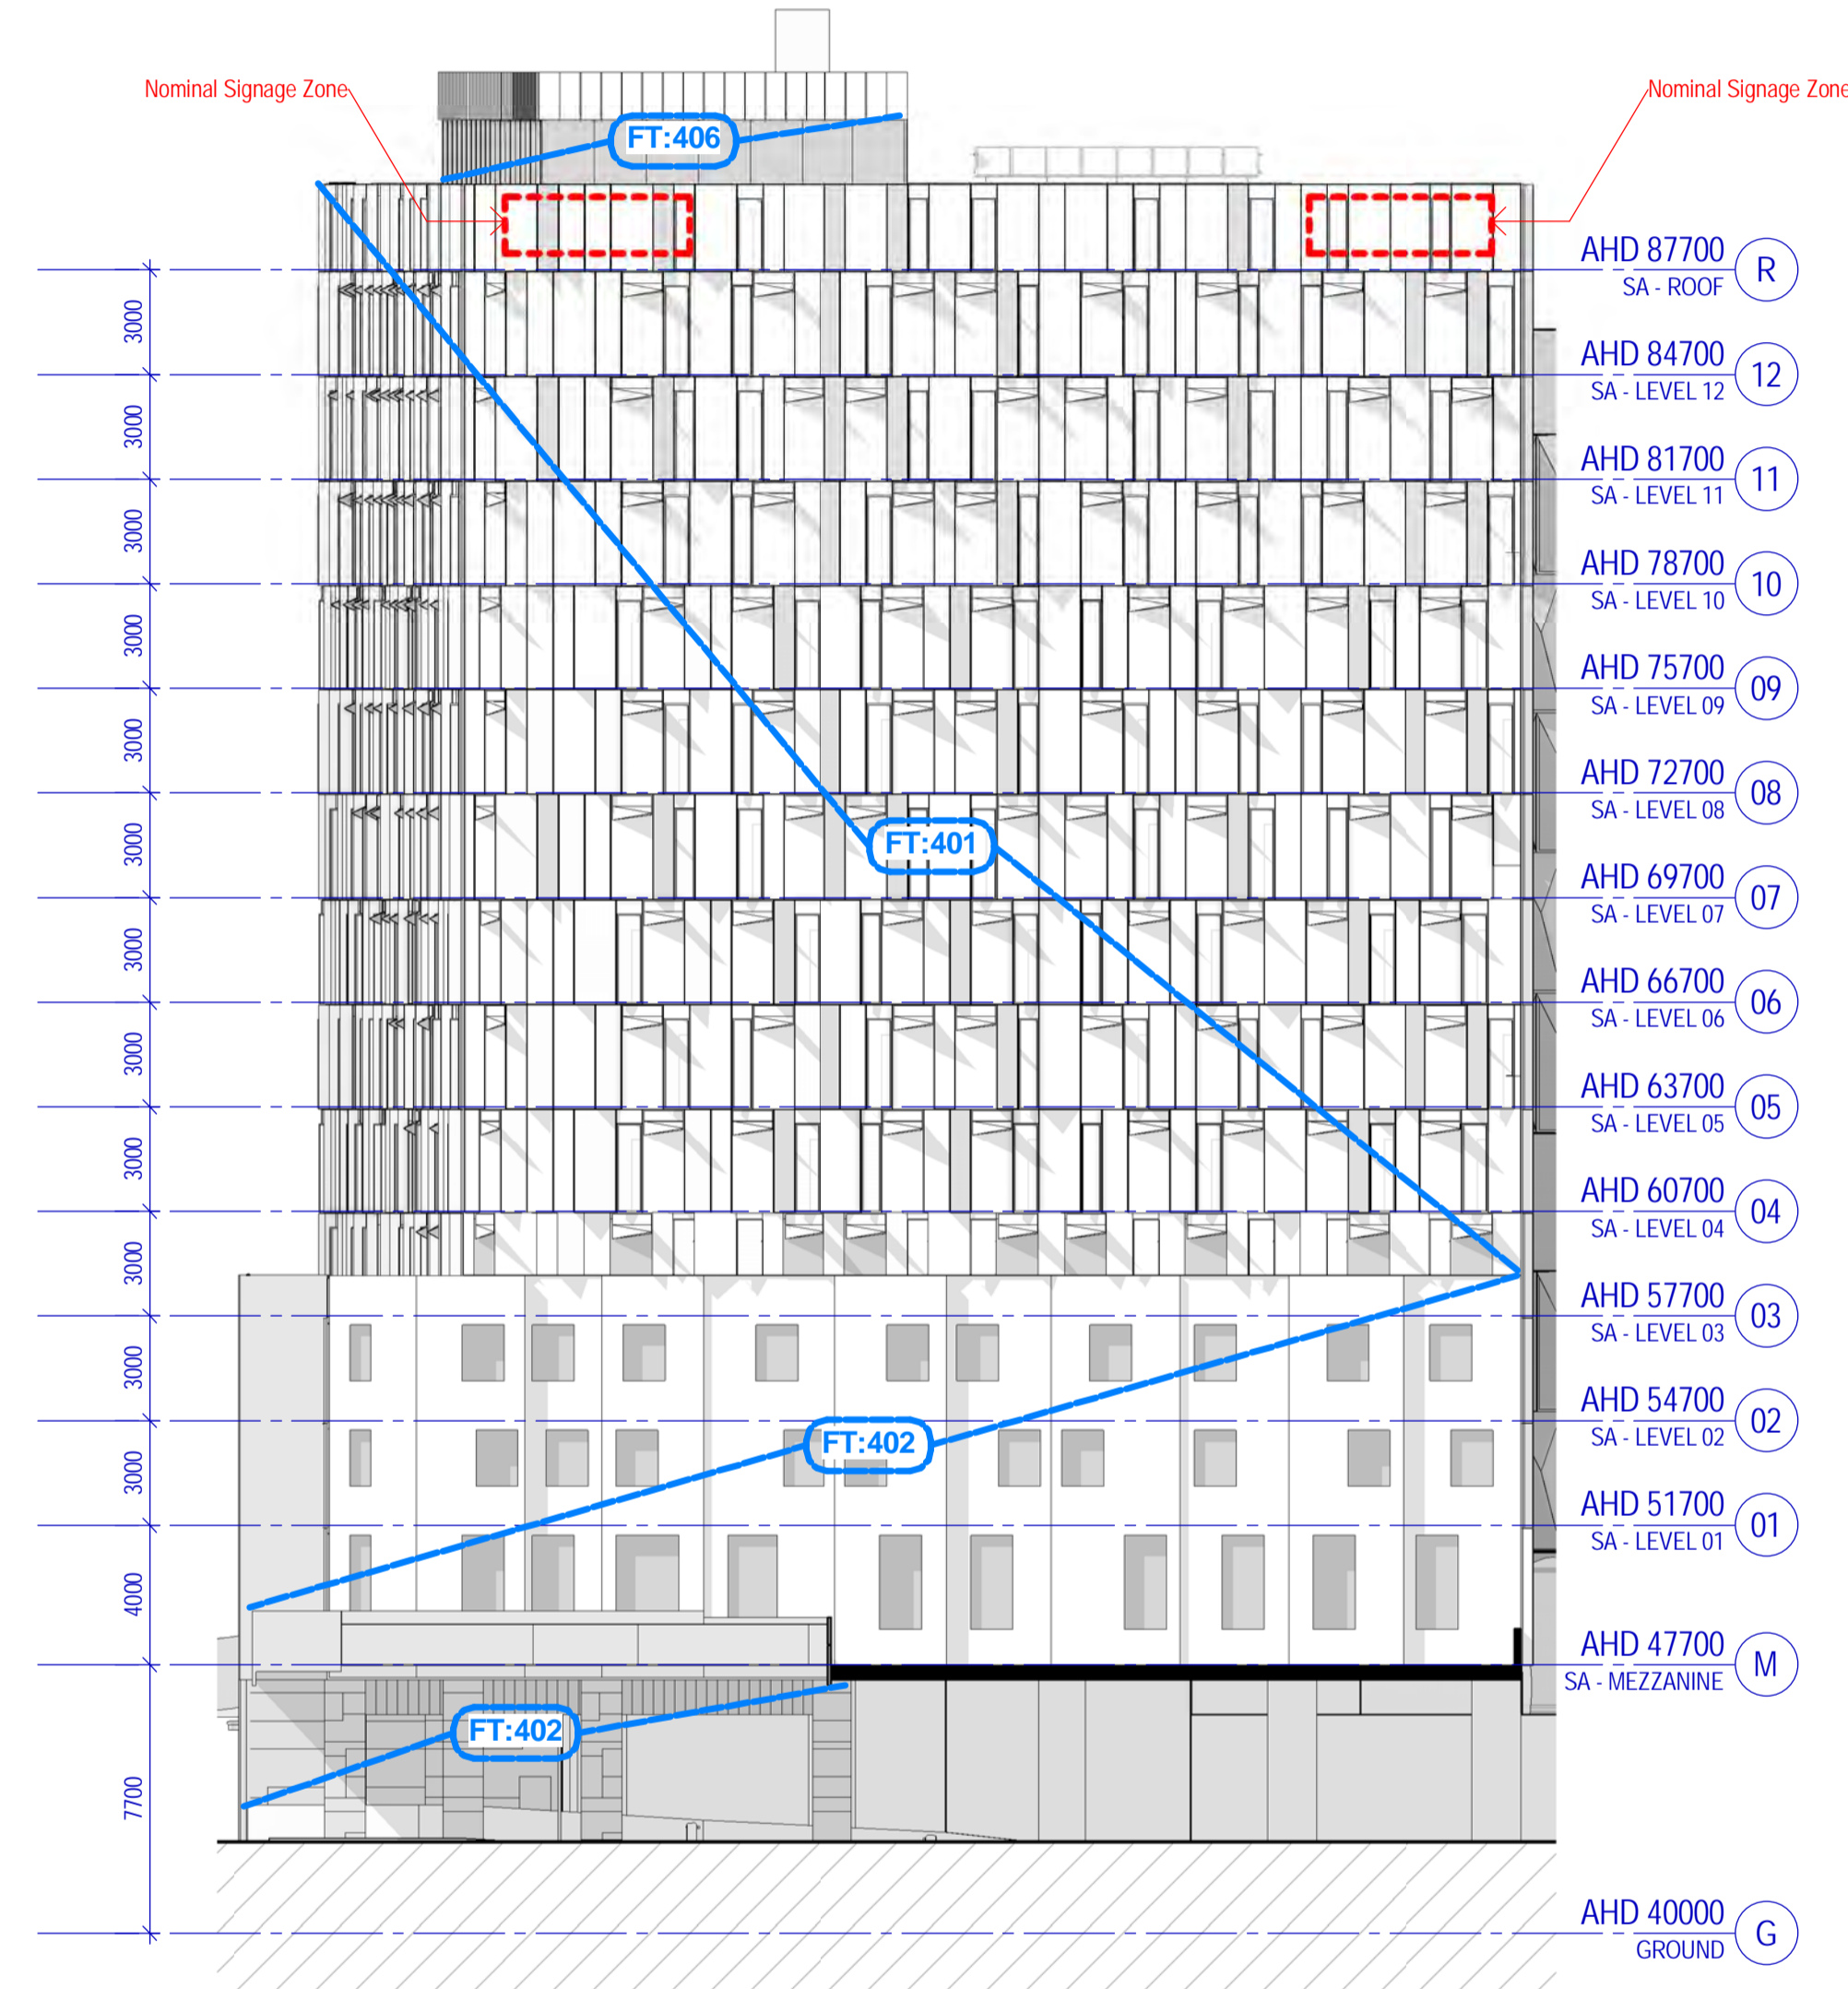 Nominal Signage Zone
Nominal Signage Zone
FT:406
AHD 87700
R
SA - ROOF
3000
AHD 84700
12
SA - LEVEL 12
3000
AHD 81700
11
SA - LEVEL 11
3000
AHD 78700
10
SA - LEVEL 10
3000
AHD 75700
09
SA - LEVEL 09
3000
AHD 72700
08
SA - LEVEL 08
3000
FT:401
AHD 69700
07
SA - LEVEL 07
3000
AHD 66700
06
SA - LEVEL 06
3000
AHD 63700
05
SA - LEVEL 05
3000
AHD 60700
04
SA - LEVEL 04
3000
AHD 57700
03
SA - LEVEL 03
3000
AHD 54700
02
SA - LEVEL 02
FT:402
3000
AHD 51700
01
SA - LEVEL 01
4000
AHD 47700
M
SA - MEZZANINE
FT:402
7700
AHD 40000
G
GROUND